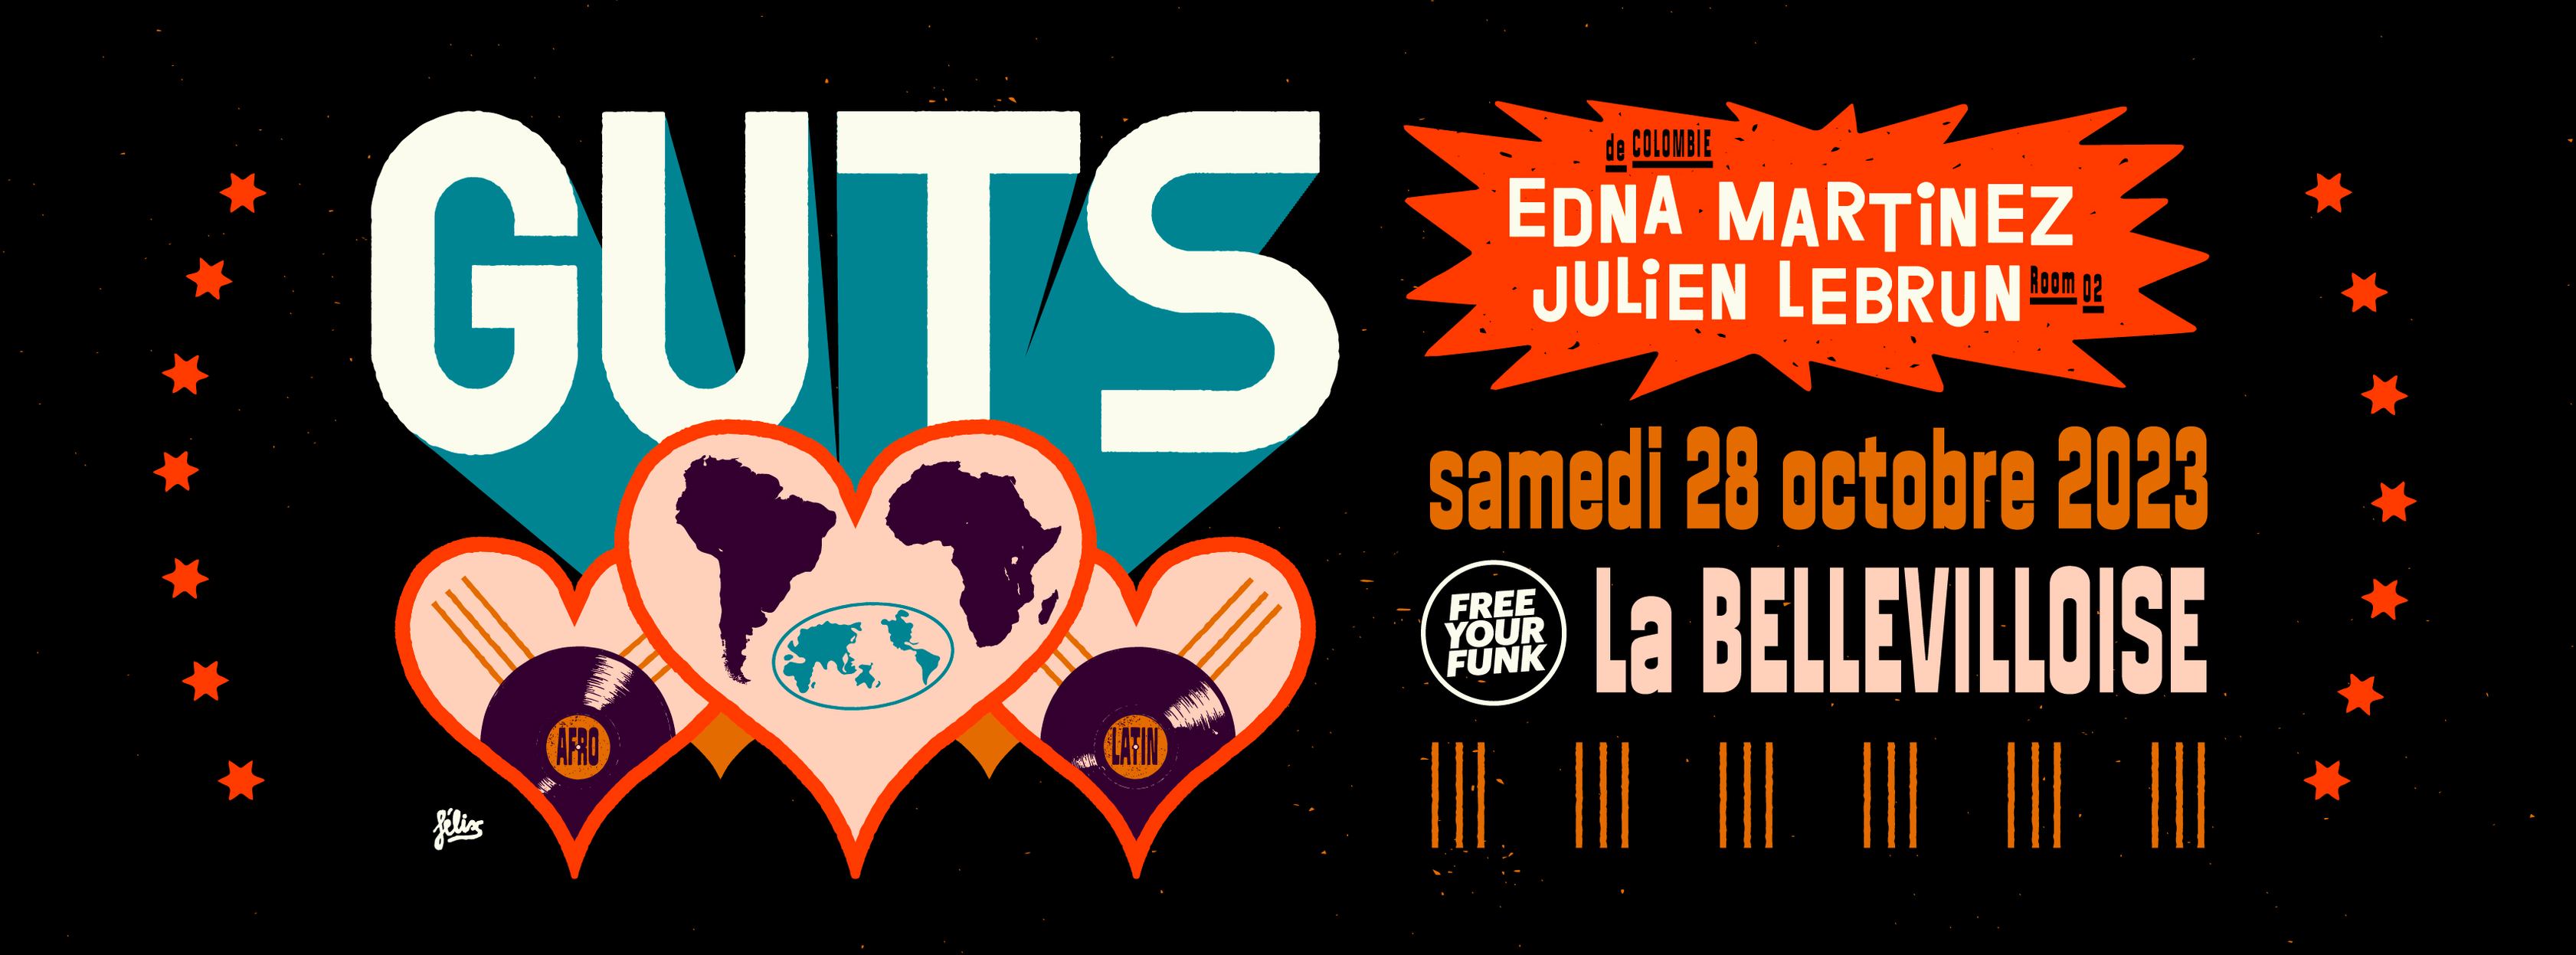 GUTS
de COLOMBIE
EDNA MARTiNEZ
JULiEN LEBRUN Room 02
samedi 28 octobre 2023
FREE
YOUR
FUNK
La BELLEVILLOISE
AFRO
LATIN
félix